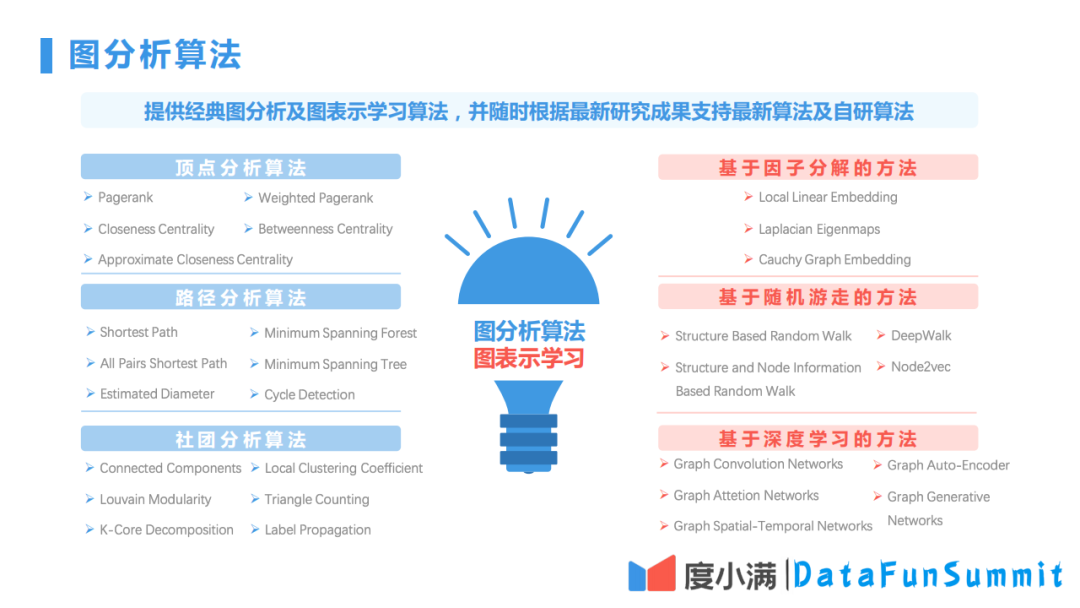 图分析算法
提供经典图分析及图表示学习算法，并随时根据最新研究成果支持最新算法及自研算法
顶点分析算法
Pagerank
Weighted Pagerank
Closeness Centrality
Betweenness Centrality
Approximate Closeness Centrality
路径分析算法
Shortest Path
Minimum Spanning Forest
All Pairs Shortest Path
Minimum Spanning Tree
Estimated Diameter
Cycle Detection
社团分析算法
Connected Components
Local Clustering Coefficient
Louvain Modularity
Triangle Counting
K-Core Decomposition
Label Propagation
图分析算法
图表示学习
基于因子分解的方法
Local Linear Embedding
Laplacian Eigenmaps
Cauchy Graph Embedding
基于随机游走的方法
Structure Based Random Walk
DeepWalk
Structure and Node Information
Based Random Walk
Node2vec
基于深度学习的方法
Graph Convolution Networks
Graph Auto-Encoder
Graph Attetion Networks
Graph Generative
Networks
Graph Spatial-Temporal Networks
度小满|DataFunSummit